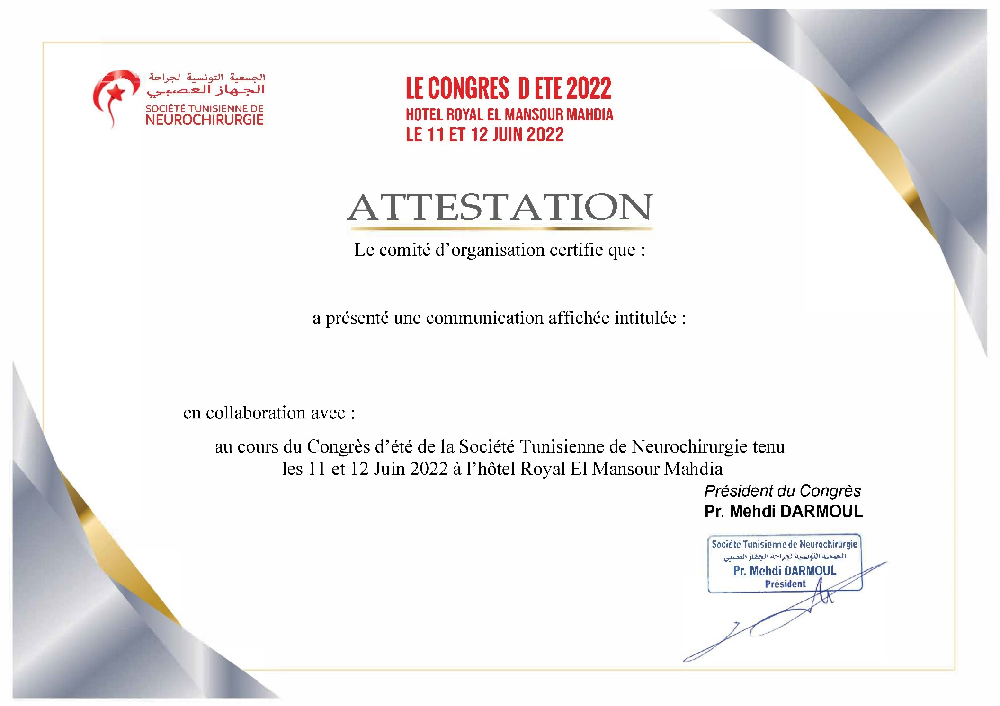 الجمعية التونسية لجراحة
الجهاز العصبي
SOCIÉTÉ TUNISIENNE DE
NEUROCHIRURGIE
LE CONGRES D ETE 2022
HOTEL ROYAL EL MANSOUR MAHDIA
LE 11 ET 12 JUIN 2022
ATTESTATION
Le comité d’organisation certifie que :
a présenté une communication affichée intitulée :
en collaboration avec :
au cours du Congrès d’été de la Société Tunisienne de Neurochirurgie tenu
les 11 et 12 Juin 2022 à l’hôtel Royal El Mansour Mahdia
Président du Congrès
Pr. Mehdi DARMOUL
Société Tunisienne de Neurochirurgie
الجمعية التونسية لجراحة الجهاز العصبي
Pr. Mehdi DARMOUL
Président